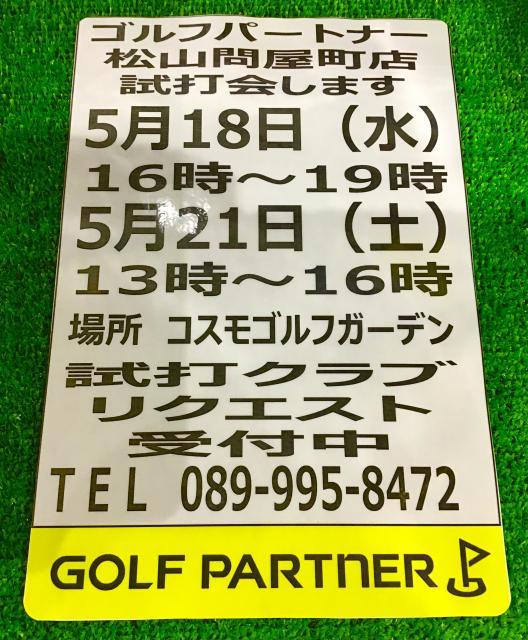 ゴルフパートナー
松山問屋町店
試打会します
5月18日（水）
16時～19時
5月21日（土）
13時～16時
場所 コスモゴルフガーデン
試打クラブ
リクエスト
受付中
TEL 089-995-8472
GOLF PARTNER